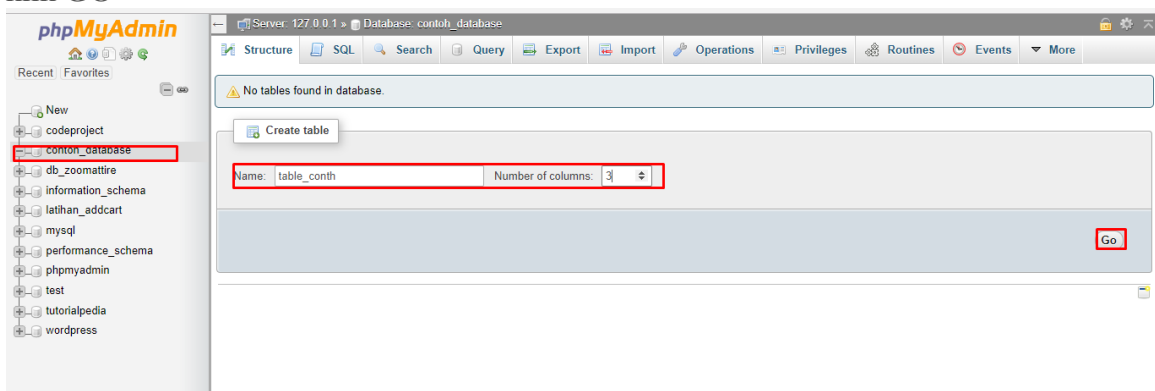 phpMyAdmin
Recent Favorites
New
codeproject
contoh_database
db_zoomattire
information_schema
latihan_addcart
mysql
performance_schema
phpmyadmin
test
tutorialpedia
wordpress
Server: 127.0.0.1 » Database: contoh_database
Structure SQL Search Query Export Import Operations Privileges Routines Events More
No tables found in database.
Create table
Name: table_conth Number of columns: 3
Go